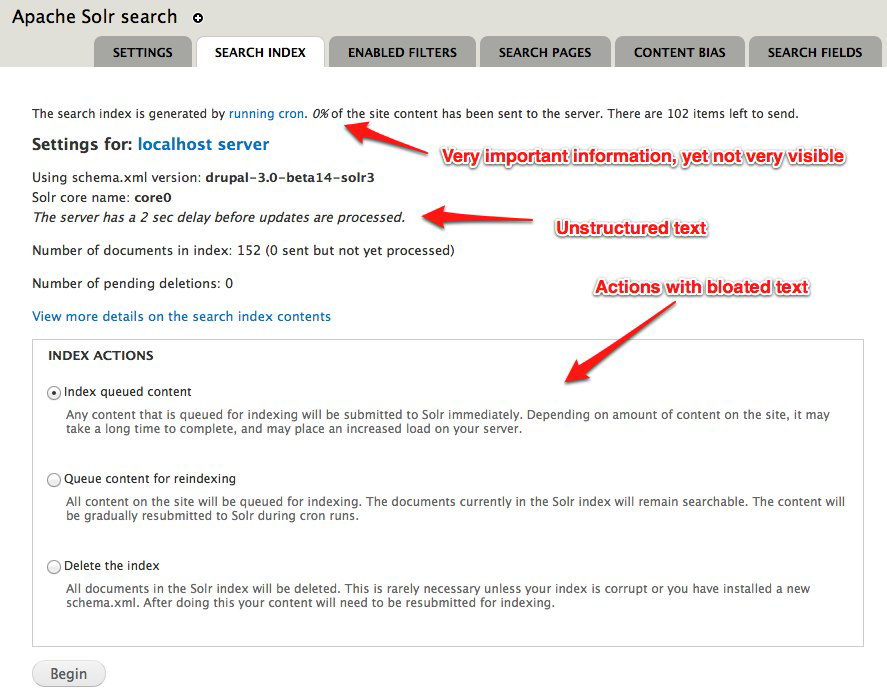 Apache Solr search
SETTINGS
SEARCH INDEX
ENABLED FILTERS
SEARCH PAGES
CONTENT BIAS
SEARCH FIELDS
The search index is generated by running cron. 0% of the site content has been sent to the server. There are 102 items left to send.
Very important information, yet not very visible
Settings for: localhost server
Using schema.xml version: drupal-3.0-beta14-solr3
Solr core name: core0
The server has a 2 sec delay before updates are processed.
Unstructured text
Number of documents in index: 152 (0 sent but not yet processed)
Number of pending deletions: 0
Actions with bloated text
View more details on the search index contents
INDEX ACTIONS
Index queued content
Any content that is queued for indexing will be submitted to Solr immediately. Depending on amount of content on the site, it may
take a long time to complete, and may place an increased load on your server.
Queue content for reindexing
All content on the site will be queued for indexing. The documents currently in the Solr index will remain searchable. The content will
be gradually resubmitted to Solr during cron runs.
Delete the index
All documents in the Solr index will be deleted. This is rarely necessary unless your index is corrupt or you have installed a new
schema.xml. After doing this your content will need to be resubmitted for indexing.
Begin